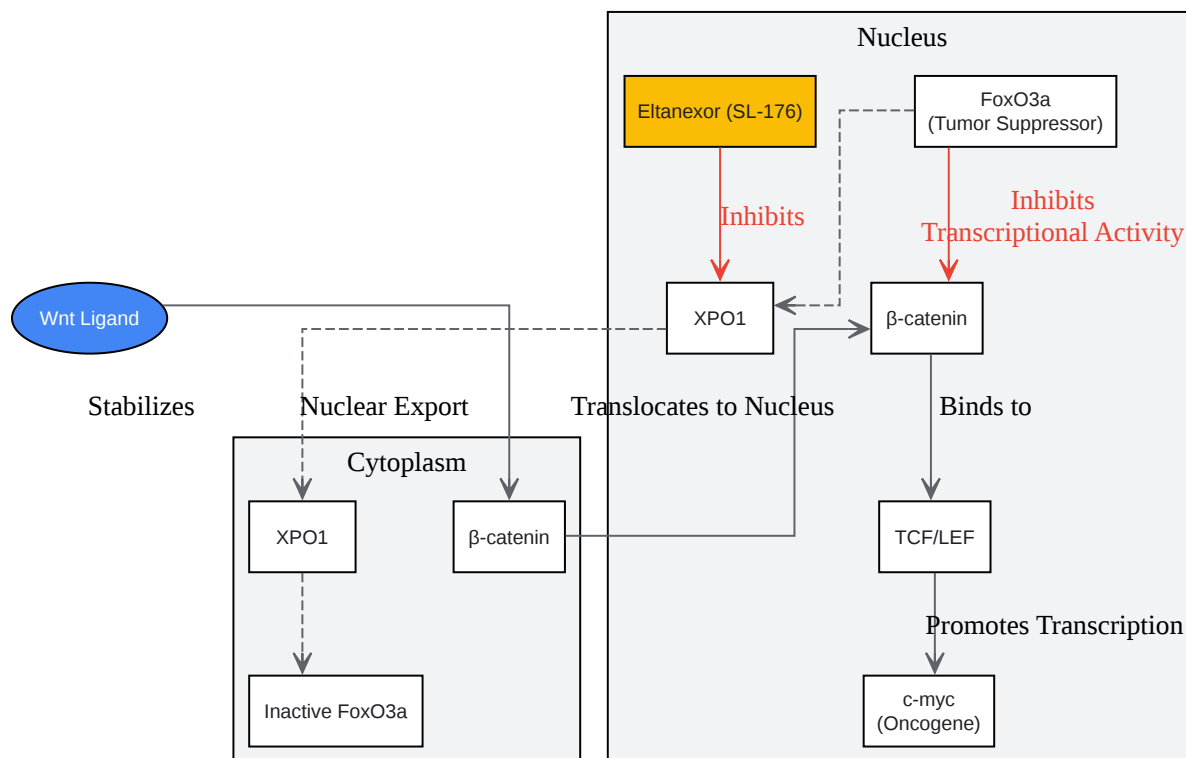 Nucleus
Eltanexor (SL-176)
FoxO3a
(Tumor Suppressor)
Inhibits
Inhibits
Transcriptional Activity
Wnt Ligand
XPO1
β-catenin
Stabilizes
Nuclear Export
Translocates to Nucleus
Binds to
Cytoplasm
XPO1
β-catenin
TCF/LEF
Promotes Transcription
Inactive FoxO3a
c-myc
(Oncogene)